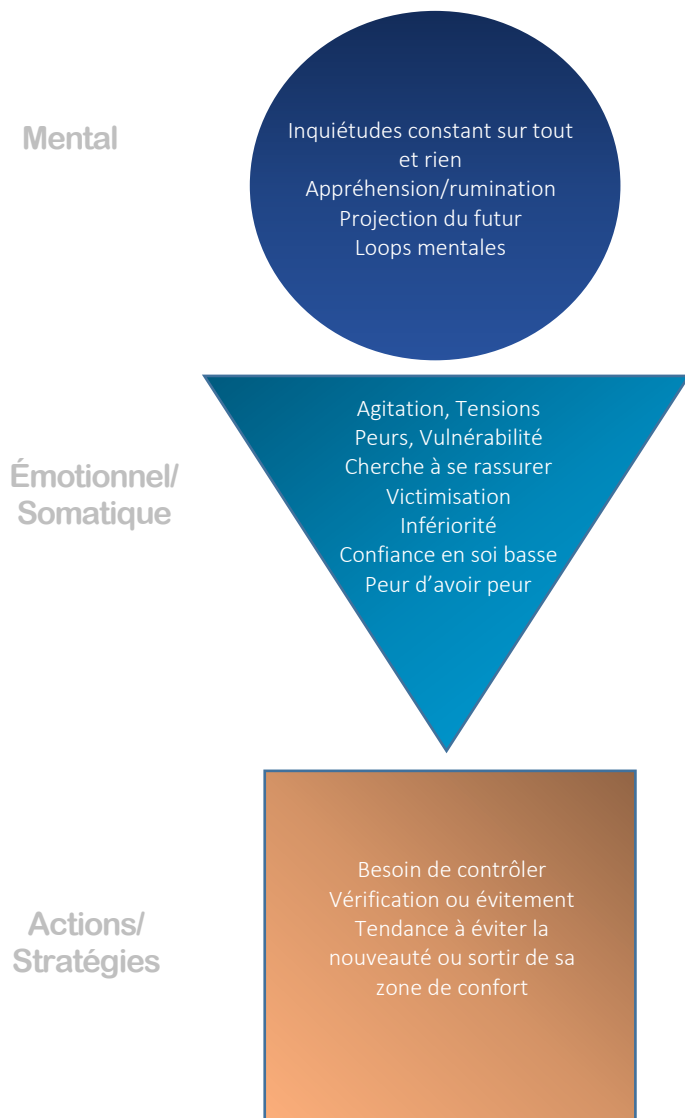 Mental
Inquiétudes constant sur tout
et rien
Appréhension/rumination
Projection du futur
Loops mentales
Émotionnel/
Somatique
Agitation, Tensions
Peurs, Vulnérabilité
Cherche à se rassurer
Victimisation
Infériorité
Confiance en soi basse
Peur d’avoir peur
Actions/
Stratégies
Besoin de contrôler
Vérification ou évitement
Tendance à éviter la
nouveauté ou sortir de sa
zone de confort